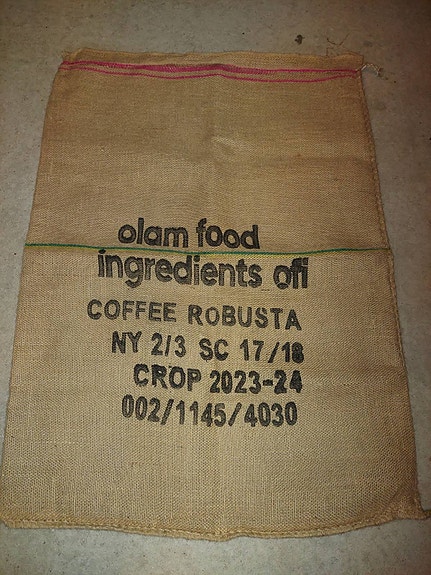 olam food
ingredients ofi
COFFEE ROBUSTA
NY 2/3 SC 17/18
CROP 2023-24
002/1145/4030